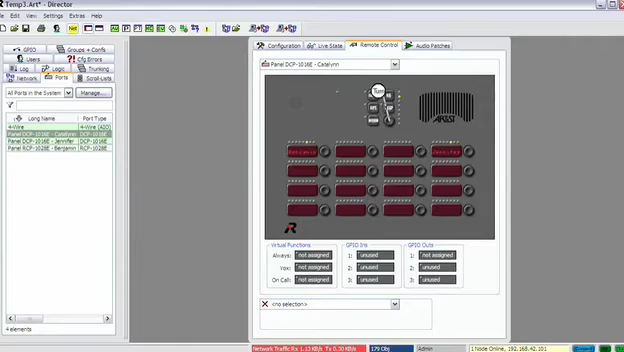 Temp3.Art* - Director
File Edit View Settings Extras Help
Net
GPIO Groups + Confs
Users Cfg Errors
Log Logic Trunking
Network Ports Scroll-Lists
All Ports in the System Manage...
Long Name Port Type
4-Wire 4-Wire (AIO)
Panel DCP-1016E - Catelynn DCP-1016E
Panel DCP-1016E - Jennifer DCP-1016E
Panel RCP-1028E - Benjamin RCP-1028E
4 elements
Configuration Live State Remote Control Audio Patches
Panel DCP-1016E - Catelynn
Turn
ARTIST
Benjamin Jennifer
Virtual Functions GPIO Ins GPIO Outs
Always: not assigned 1: unused 1: not assigned
Vox: not assigned 2: unused 2: unused
On Call: not assigned 3: unused 3: unused
<no selection>
Network Traffic Rx 1.13 KB/s Tx 0.30 KB/s 179 Obj Admin 1 Node Online, 192.168.42.101